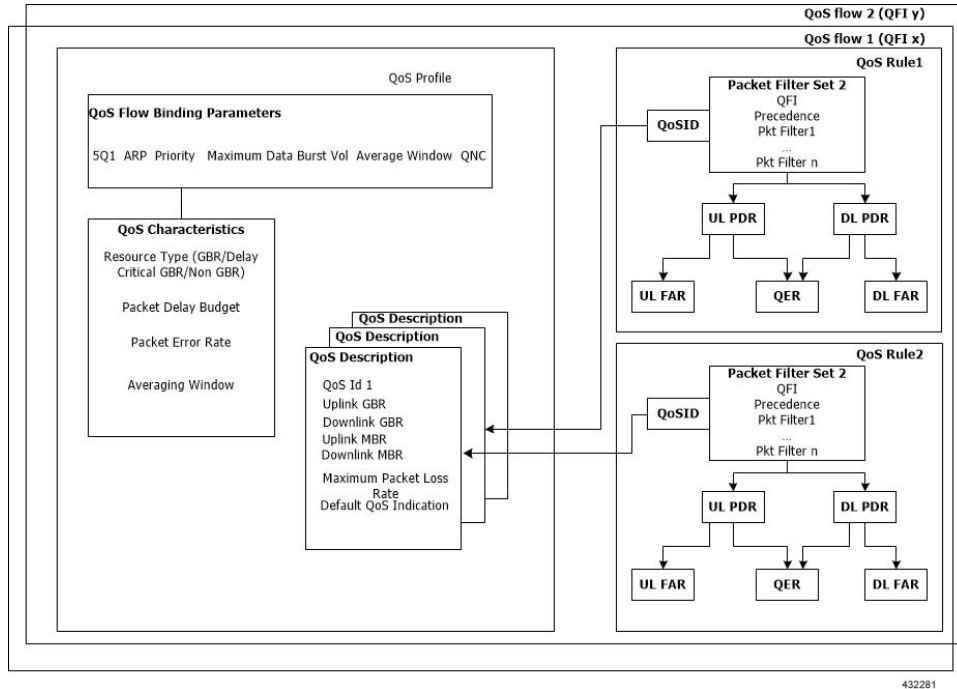 QoS flow 2 (QFI y)
QoS flow 1 (QFI x)
QoS Profile
QoS Flow Binding Parameters
5Q1 ARP Priority Maximum Data Burst Vol Average Window QNC
QoS Characteristics
Resource Type (GBR/Delay
Critical GBR/Non GBR)
Packet Delay Budget
Packet Error Rate
Averaging Window
QoS Description
QoS Description
QoS Description
QoS Id 1
Uplink GBR
Downlink GBR
Uplink MBR
Downlink MBR
Maximum Packet Loss
Rate
Default QoS Indication
QoS Rule1
Packet Filter Set 2
QFI
Precedence
Pkt Filter1
...
Pkt Filter n
QoSID
UL PDR
DL PDR
UL FAR
QER
DL FAR
QoS Rule2
Packet Filter Set 2
QFI
Precedence
Pkt Filter1
...
Pkt Filter n
QoSID
UL PDR
DL PDR
UL FAR
QER
DL FAR
432281